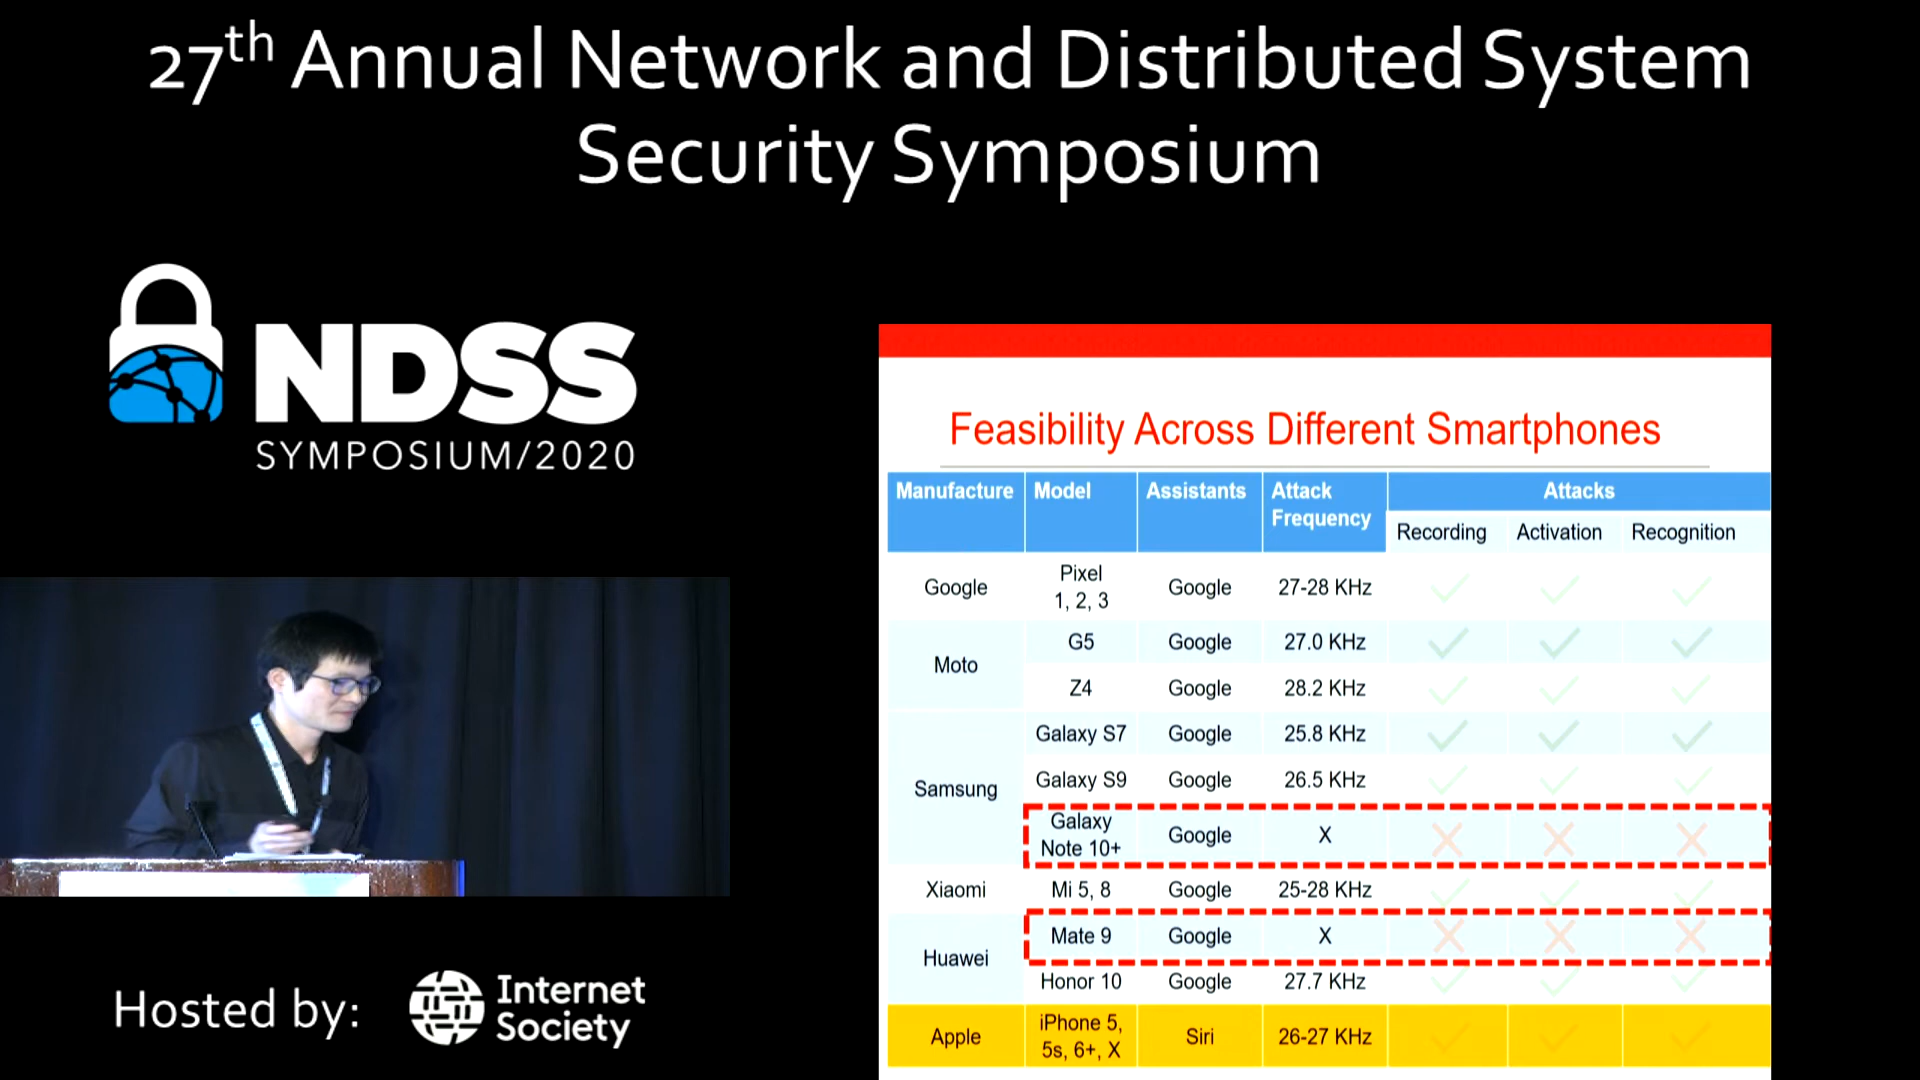 27th Annual Network and Distributed System
Security Symposium
NDSS
SYMPOSIUM/2020
Feasibility Across Different Smartphones
Manufacture Model Assistants Attack Frequency Attacks
Recording Activation Recognition
Google Pixel 1, 2, 3 Google 27-28 KHz
Moto G5 Google 27.0 KHz
Z4 Google 28.2 KHz
Samsung Galaxy S7 Google 25.8 KHz
Galaxy S9 Google 26.5 KHz
Galaxy Note 10+ Google X
Xiaomi Mi 5, 8 Google 25-28 KHz
Huawei Mate 9 Google X
Honor 10 Google 27.7 KHz
Apple iPhone 5, 5s, 6+, X Siri 26-27 KHz
Hosted by:
Internet
Society